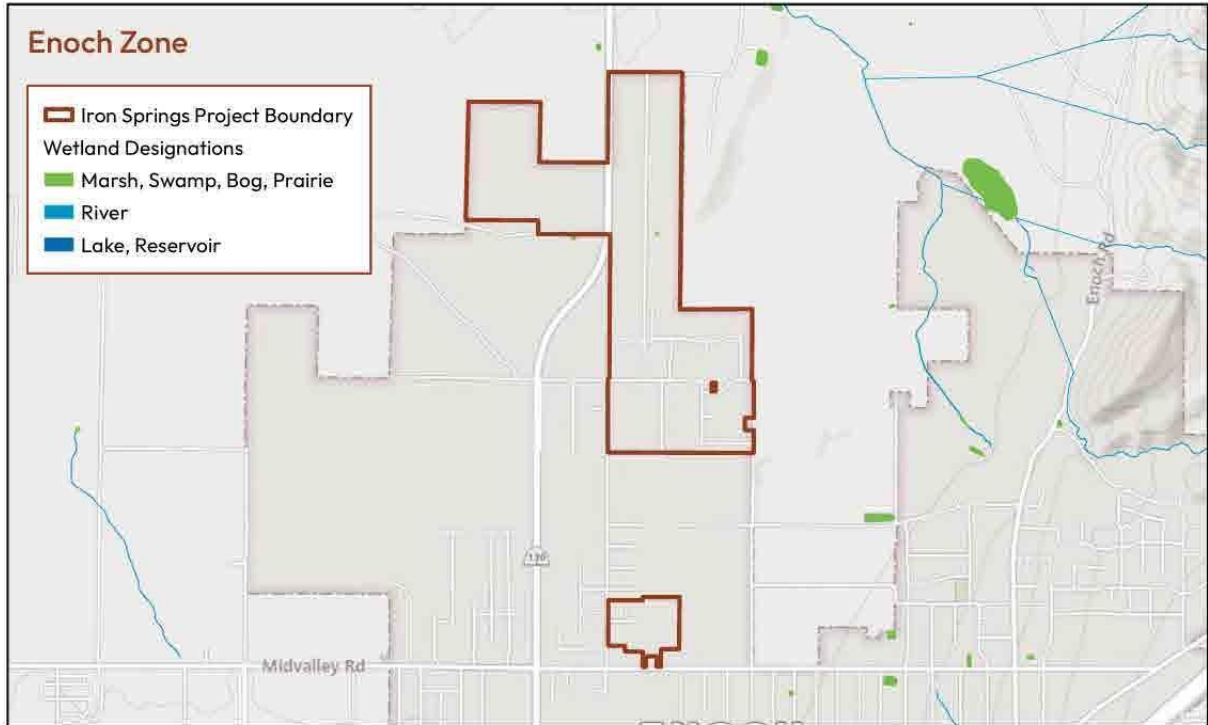 Enoch Zone
Iron Springs Project Boundary
Wetland Designations
Marsh, Swamp, Bog, Prairie
River
Lake, Reservoir
Enoch Rd
130
Midvalley Rd